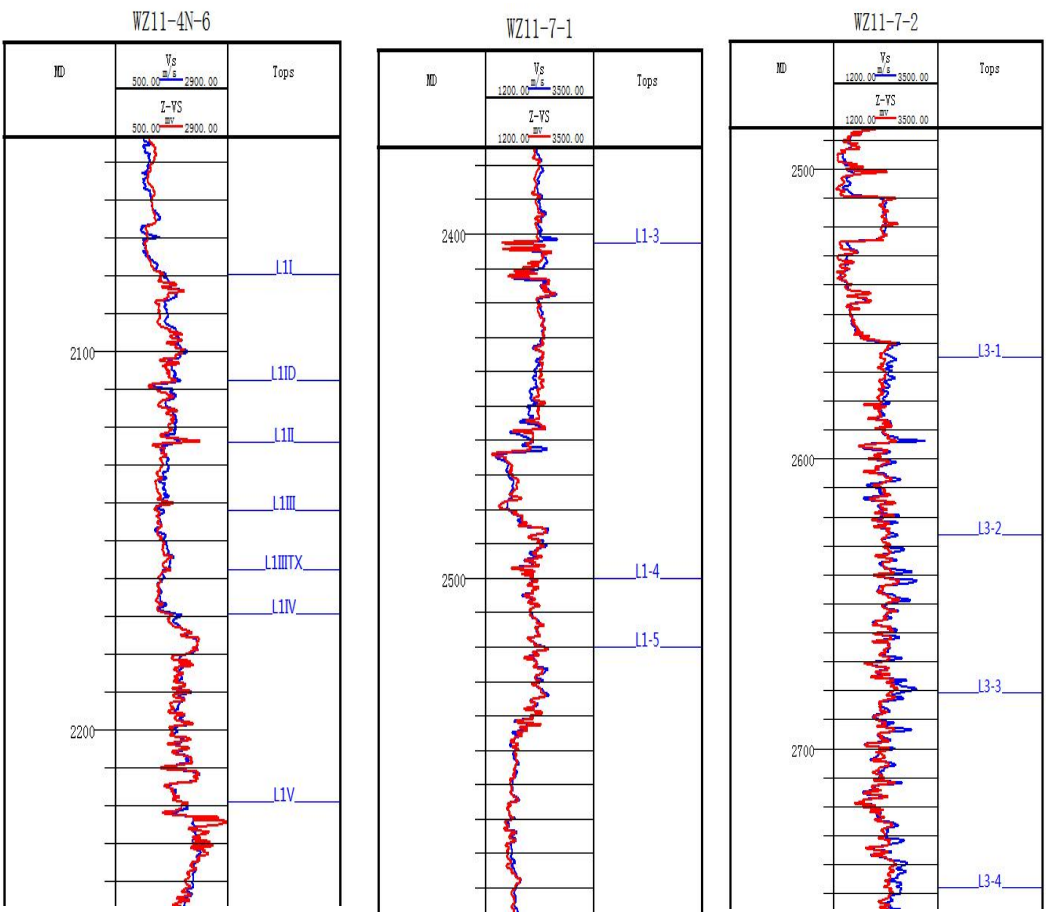 WZ11-4N-6
MD
Vs
m/s
500.00 2900.00
Z-VS
mv
500.00 2900.00
Tops
2100
2200
L1I
L1ID
L1II
L1III
L1IIITX
L1IV
L1V
WZ11-7-1
MD
Vs
m/s
1200.00 3500.00
Z-VS
mv
1200.00 3500.00
Tops
2400
2500
L1-3
L1-4
L1-5
WZ11-7-2
MD
Vs
m/s
1200.00 3500.00
Z-VS
mv
1200.00 3500.00
Tops
2500
2600
2700
L3-1
L3-2
L3-3
L3-4